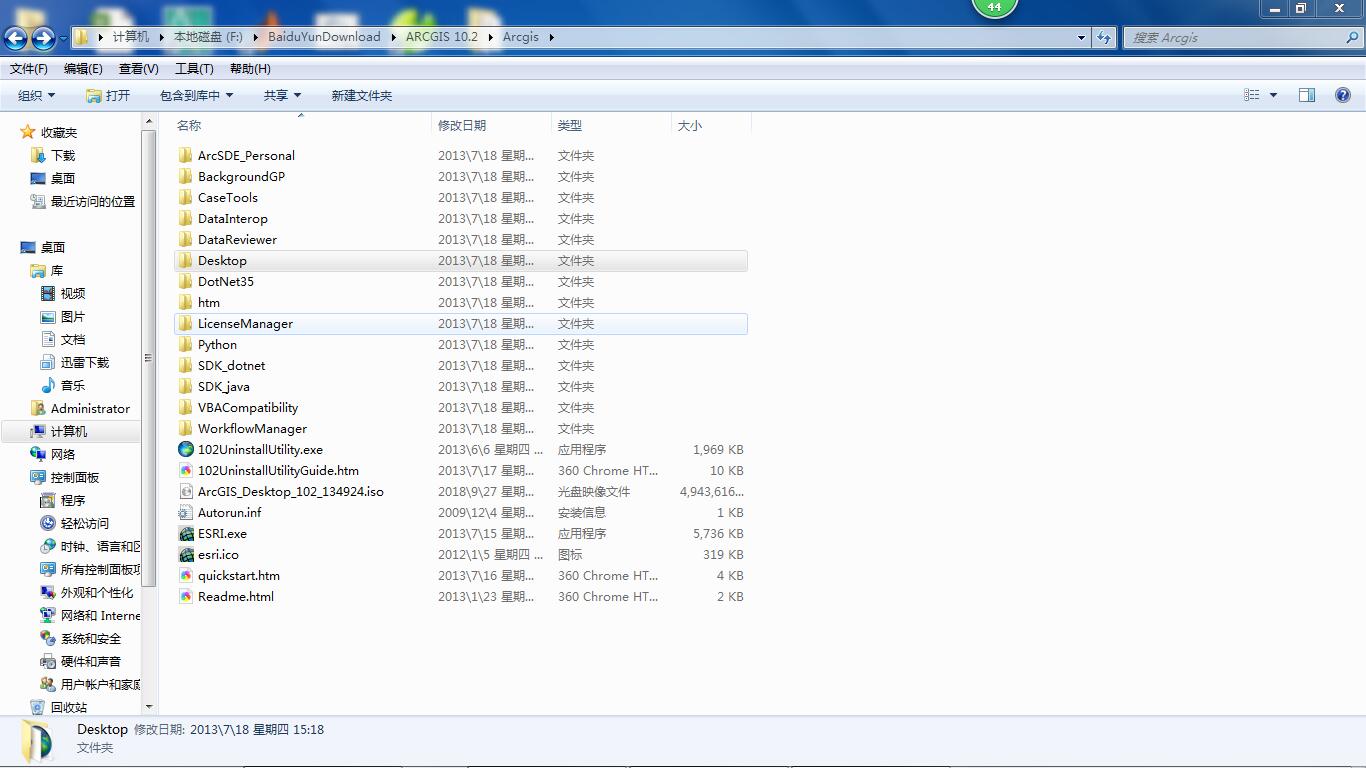 44
计算机 本地磁盘 (F:) BaiduYunDownload ARCGIS 10.2 Arcgis 搜索 Arcgis
文件(F) 编辑(E) 查看(V) 工具(T) 帮助(H)
组织 打开 包含到库中 共享 新建文件夹
名称 修改日期 类型 大小
收藏夹
下载
桌面
最近访问的位置
桌面
库
视频
图片
文档
迅雷下载
音乐
Administrator
计算机
网络
控制面板
程序
轻松访问
时钟、语言和区
所有控制面板项
外观和个性化
网络和 Interne
系统和安全
硬件和声音
用户帐户和家庭
回收站
ArcSDE_Personal 2013\7\18 星期... 文件夹
BackgroundGP 2013\7\18 星期... 文件夹
CaseTools 2013\7\18 星期... 文件夹
DataInterop 2013\7\18 星期... 文件夹
DataReviewer 2013\7\18 星期... 文件夹
Desktop 2013\7\18 星期... 文件夹
DotNet35 2013\7\18 星期... 文件夹
htm 2013\7\18 星期... 文件夹
LicenseManager 2013\7\18 星期... 文件夹
Python 2013\7\18 星期... 文件夹
SDK_dotnet 2013\7\18 星期... 文件夹
SDK_java 2013\7\18 星期... 文件夹
VBACompatibility 2013\7\18 星期... 文件夹
WorkflowManager 2013\7\18 星期... 文件夹
102UninstallUtility.exe 2013\6\6 星期四 ... 应用程序 1,969 KB
102UninstallUtilityGuide.htm 2013\7\17 星期... 360 Chrome HT... 10 KB
ArcGIS_Desktop_102_134924.iso 2018\9\27 星期... 光盘映像文件 4,943,616...
Autorun.inf 2009\12\4 星期... 安装信息 1 KB
ESRI.exe 2013\7\15 星期... 应用程序 5,736 KB
esri.ico 2012\1\5 星期四 ... 图标 319 KB
quickstart.htm 2013\7\16 星期... 360 Chrome HT... 4 KB
Readme.html 2013\1\23 星期... 360 Chrome HT... 2 KB
Desktop 修改日期: 2013\7\18 星期四 15:18
文件夹